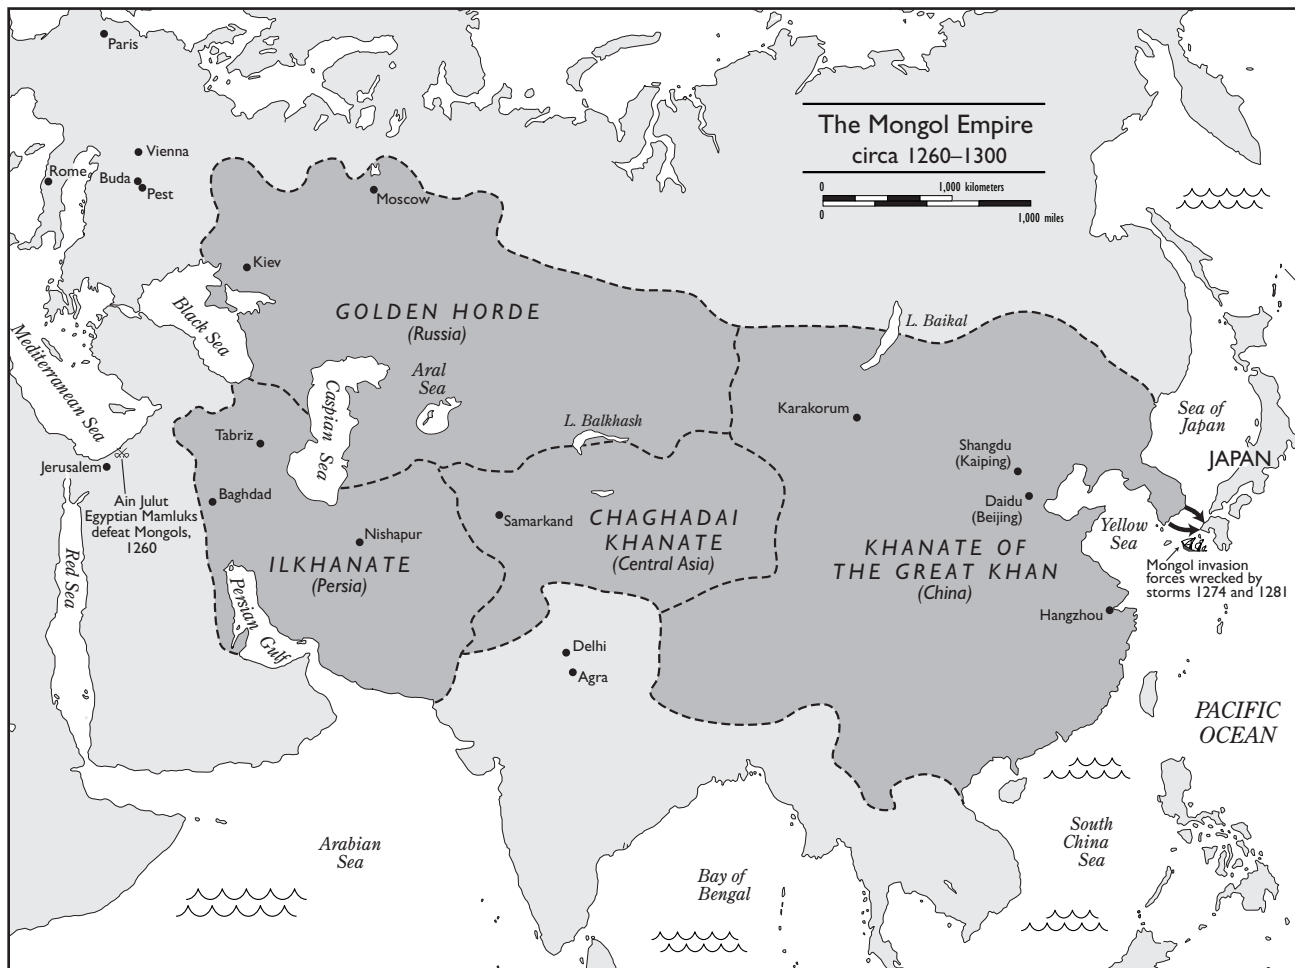 Paris
The Mongol Empire
circa 1260–1300
0
1,000 kilometers
0
1,000 miles
Vienna
Rome
Buda
Pest
Moscow
Kiev
Black Sea
GOLDEN HORDE
(Russia)
L. Baikal
Mediterranean Sea
Caspian Sea
Aral
Sea
L. Balkhash
Karakorum
Sea of
Japan
JAPAN
Tabriz
Shangdu
(Kaiping)
Jerusalem
Baghdad
Daidu
(Beijing)
Ain Julut
Egyptian Mamluks
defeat Mongols,
1260
Samarkand
CHAGHADAI
KHANATE
(Central Asia)
Yellow
Sea
Nishapur
ILKHANATE
(Persia)
KHANATE OF
THE GREAT KHAN
(China)
Mongol invasion
forces wrecked by
storms 1274 and 1281
Red Sea
Persian Gulf
Hangzhou
Delhi
Agra
PACIFIC
OCEAN
Arabian
Sea
Bay of
Bengal
South
China
Sea